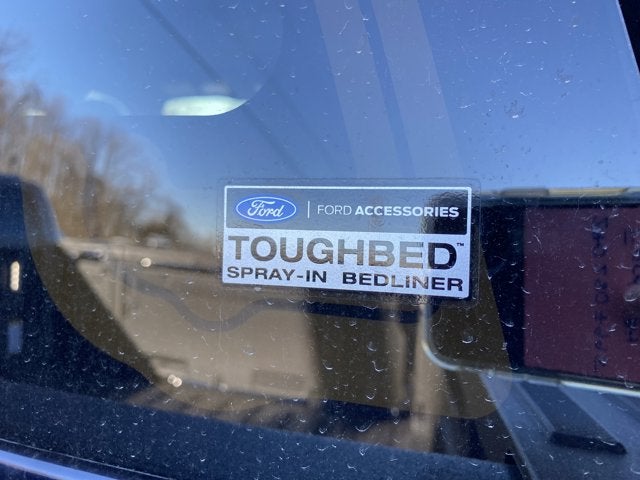 Ford | FORD ACCESSORIES
TOUGHBED™
SPRAY-IN BEDLINER